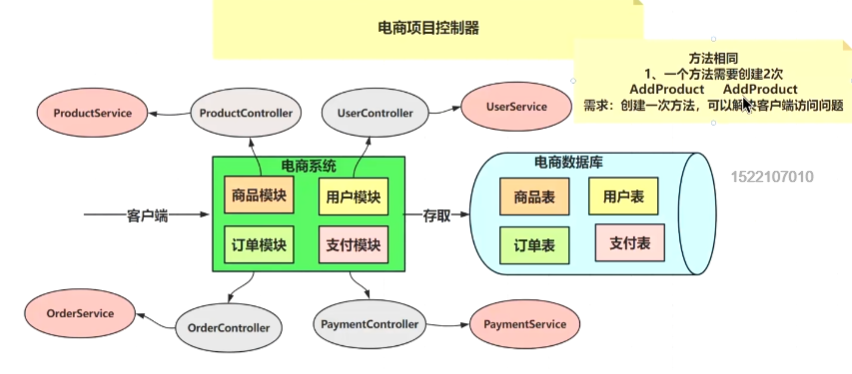 电商项目控制器
方法相同
1、一个方法需要创建2次
AddProduct AddProduct
需求：创建一次方法，可以解决客户端访问问题
ProductService
ProductController
UserController
UserService
电商系统
商品模块
用户模块
订单模块
支付模块
客户端
存取
电商数据库
商品表
用户表
订单表
支付表
1522107010
OrderService
OrderController
PaymentController
PaymentService